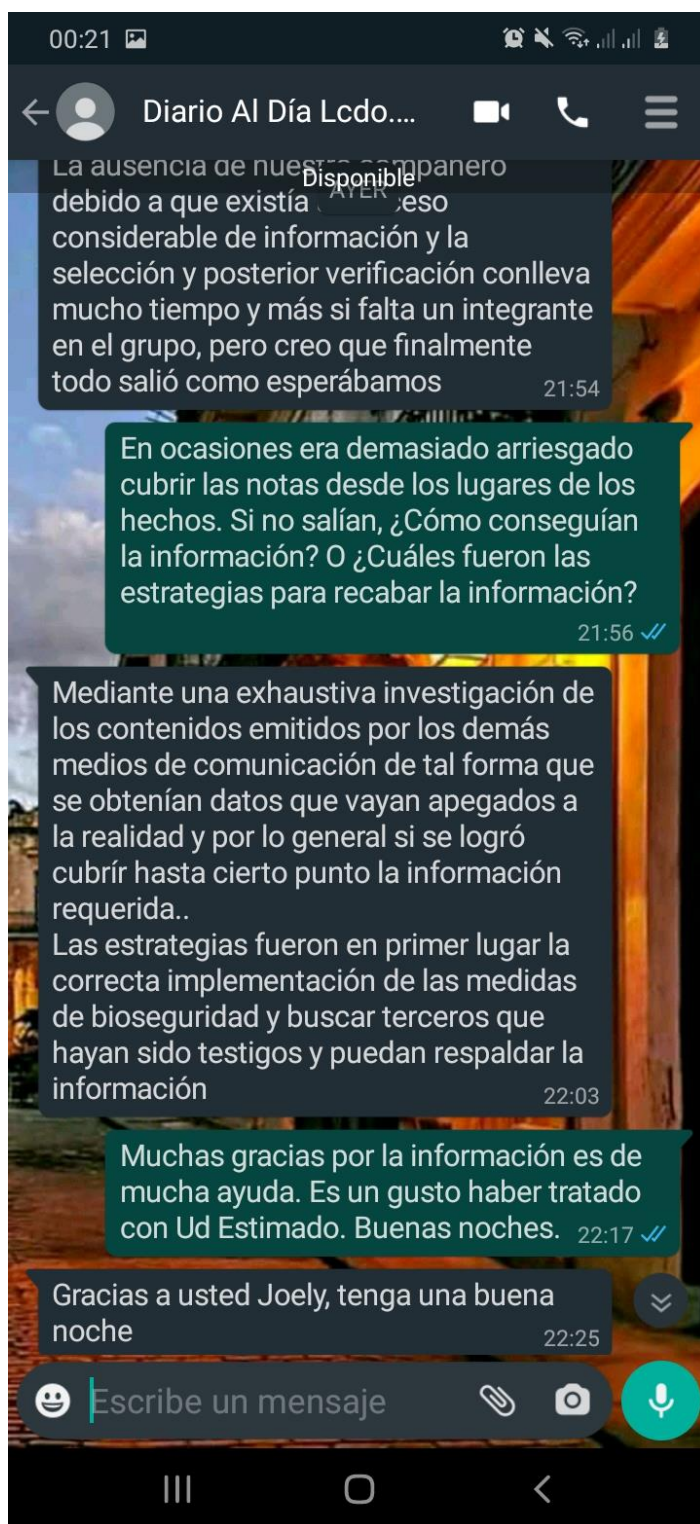 00:21
Diario Al Día Lcdo....
La ausencia de nuestro compañero
Disponible
AYER
debido a que existía eso
considerable de información y la
selección y posterior verificación conlleva
mucho tiempo y más si falta un integrante
en el grupo, pero creo que finalmente
todo salió como esperábamos
21:54
En ocasiones era demasiado arriesgado
cubrir las notas desde los lugares de los
hechos. Si no salían, ¿Cómo conseguían
la información? O ¿Cuáles fueron las
estrategias para recabar la información?
21:56
Mediante una exhaustiva investigación de
los contenidos emitidos por los demás
medios de comunicación de tal forma que
se obtenían datos que vayan apegados a
la realidad y por lo general si se logró
cubrír hasta cierto punto la información
requerida..
Las estrategias fueron en primer lugar la
correcta implementación de las medidas
de bioseguridad y buscar terceros que
hayan sido testigos y puedan respaldar la
información
22:03
Muchas gracias por la información es de
mucha ayuda. Es un gusto haber tratado
con Ud Estimado. Buenas noches. 22:17
Gracias a usted Joely, tenga una buena
noche
22:25
Escribe un mensaje